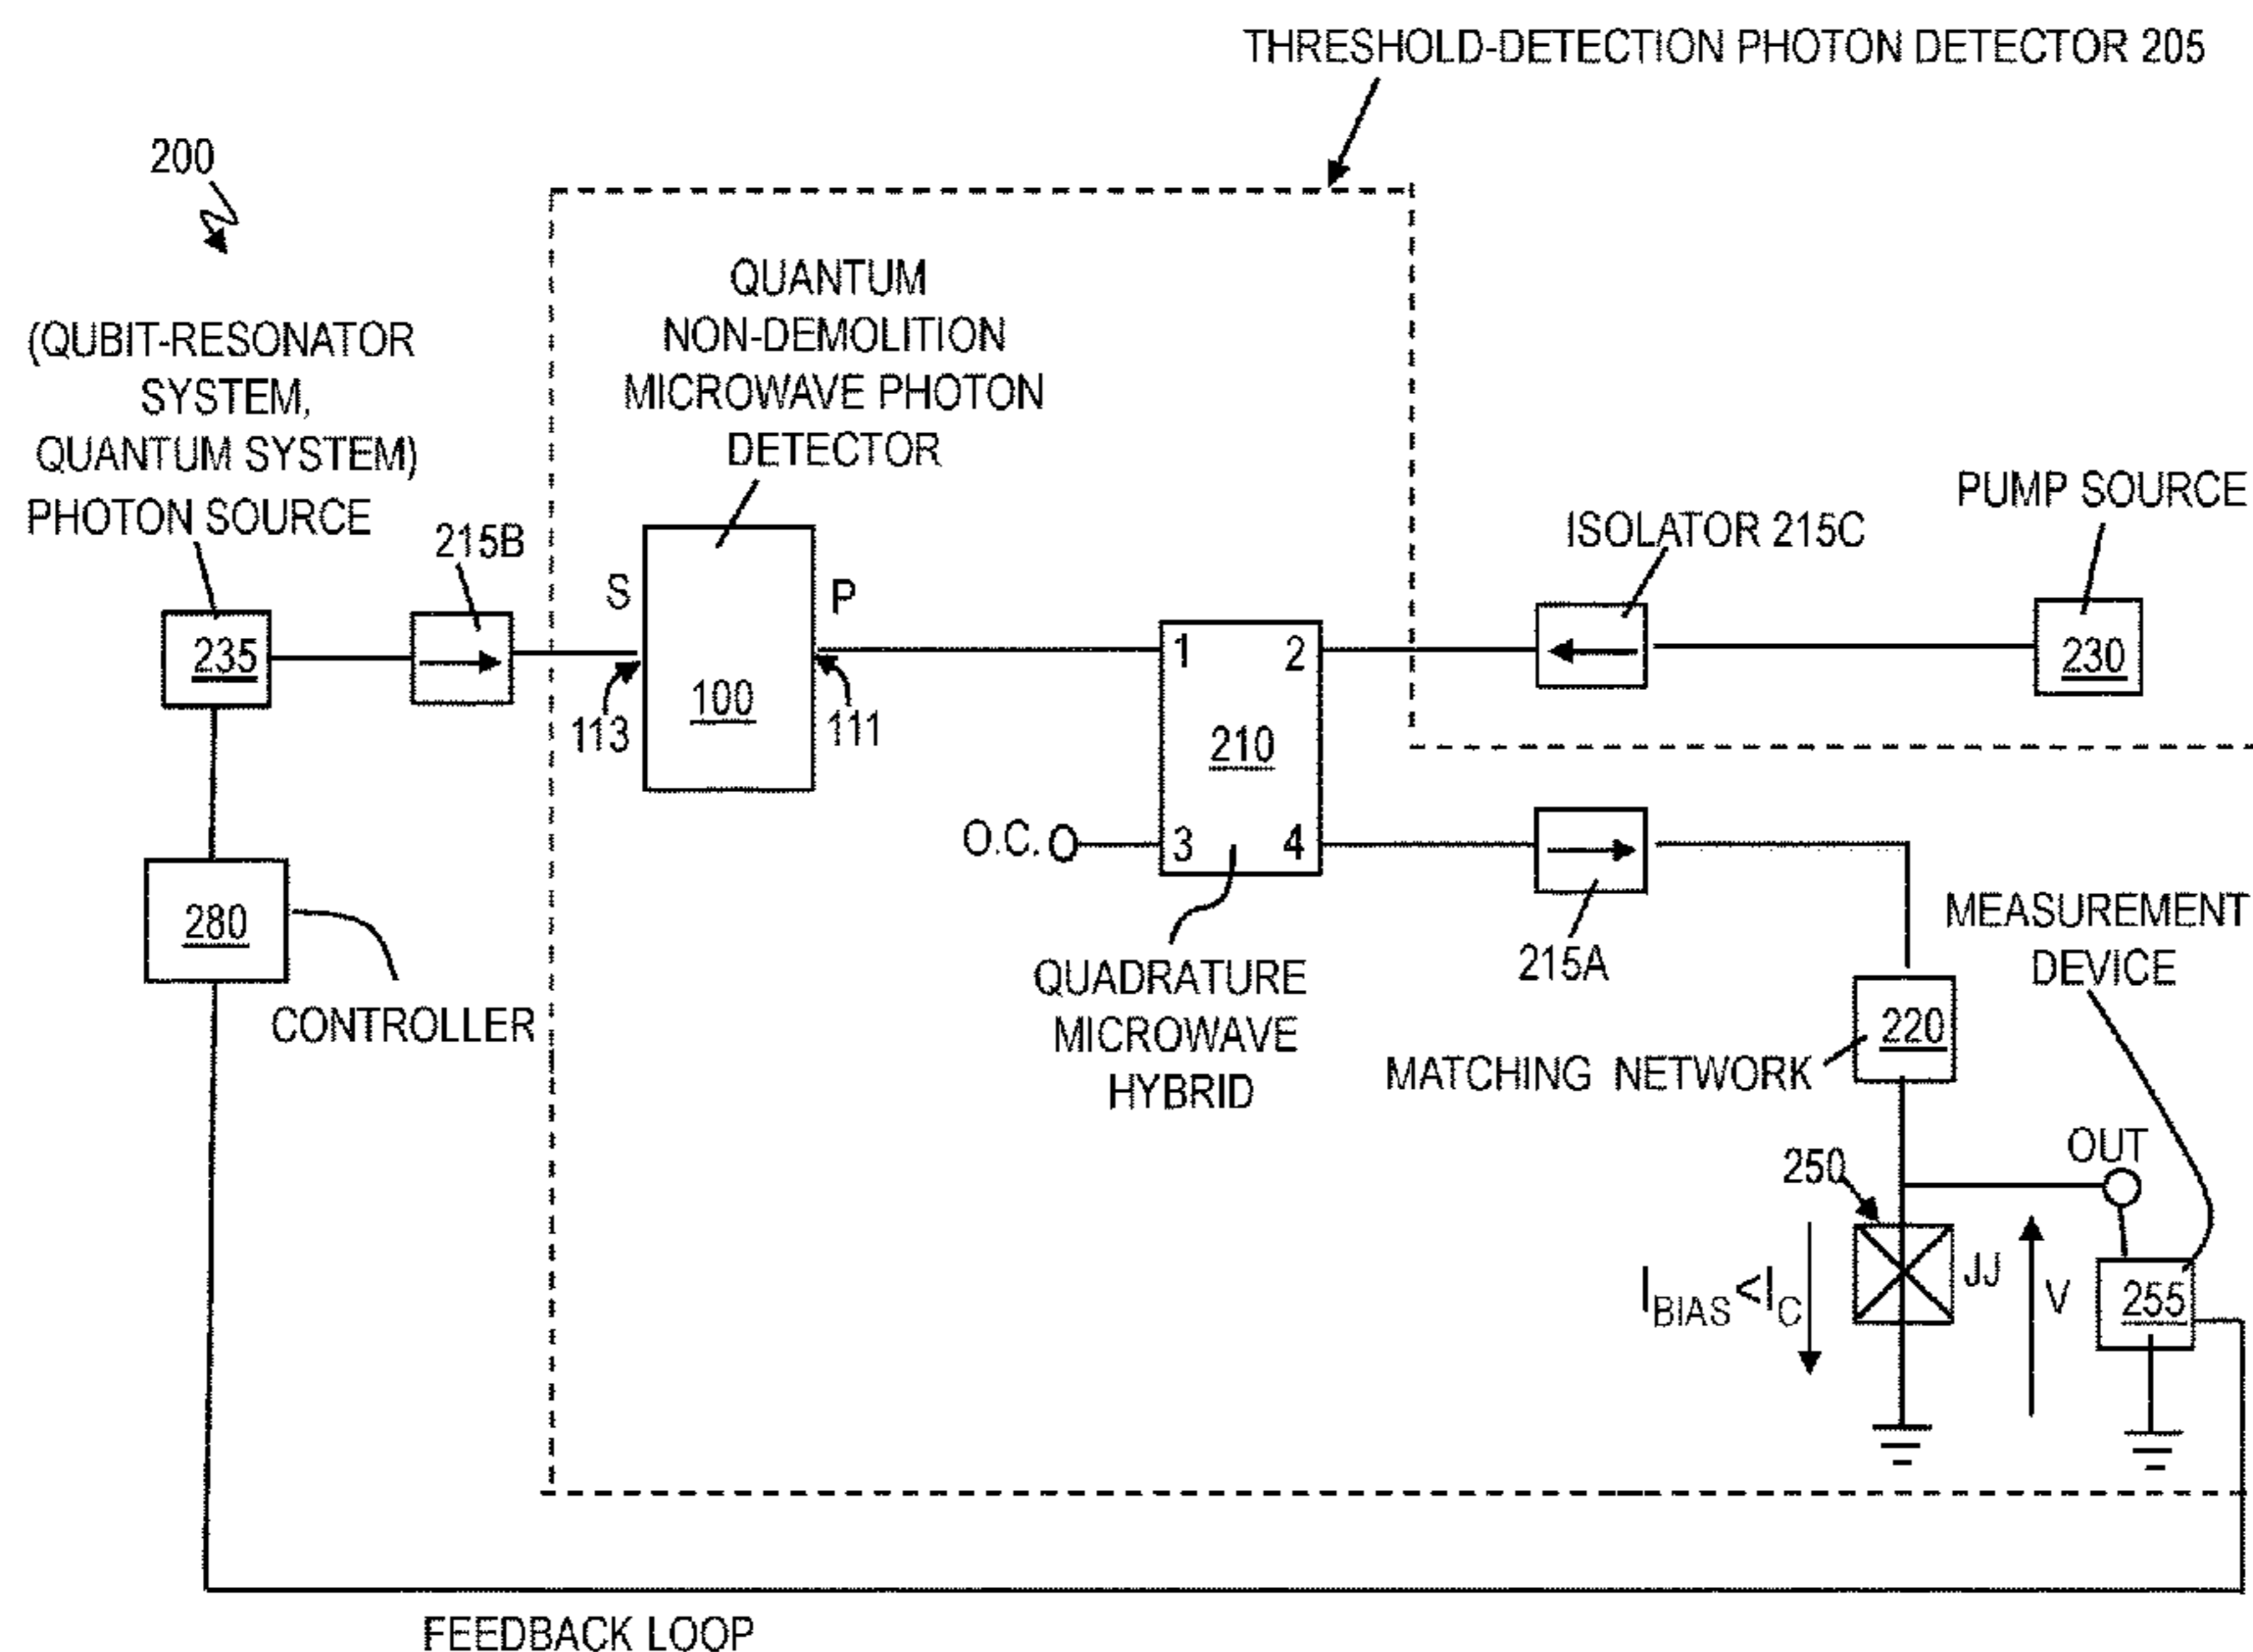 THRESHOLD-DETECTION PHOTON DETECTOR 205
200
(QUBIT-RESONATOR
SYSTEM,
QUANTUM SYSTEM)
PHOTON SOURCE
QUANTUM
NON-DEMOLITION
MICROWAVE PHOTON
DETECTOR
PUMP SOURCE
ISOLATOR 215C
215B
S
P
235
100
113
111
1
2
210
3
4
230
O.C.
280
CONTROLLER
QUADRATURE
MICROWAVE
HYBRID
215A
MEASUREMENT
DEVICE
220
MATCHING NETWORK
OUT
250
JJ
I BIAS < I C
V
255
FEEDBACK LOOP